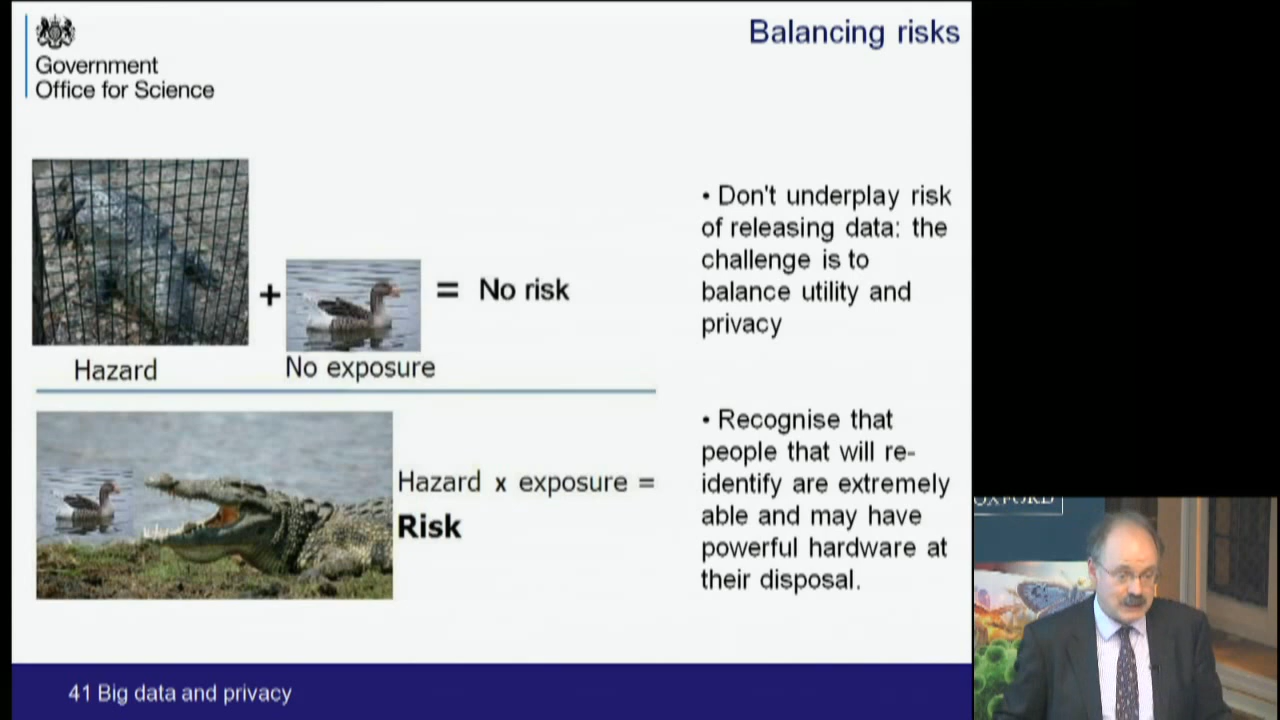 Balancing risks
Government
Office for Science
+
= No risk
Hazard
No exposure
Hazard x exposure =
Risk
• Don't underplay risk
of releasing data: the
challenge is to
balance utility and
privacy
• Recognise that
people that will re-
identify are extremely
able and may have
powerful hardware at
their disposal.
41 Big data and privacy
OXFORD